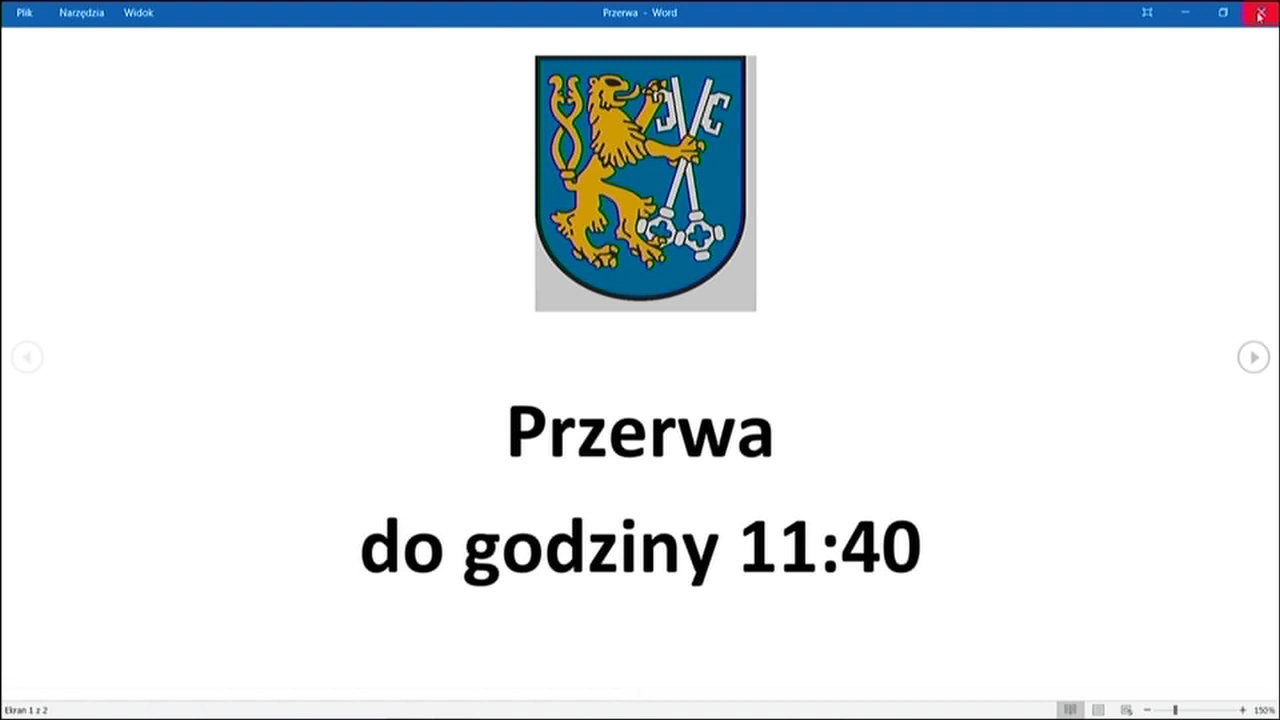 Plik Narzędzia Widok Przerwa - Word
Przerwa
do godziny 11:40
Ekran 1 z 2 150%